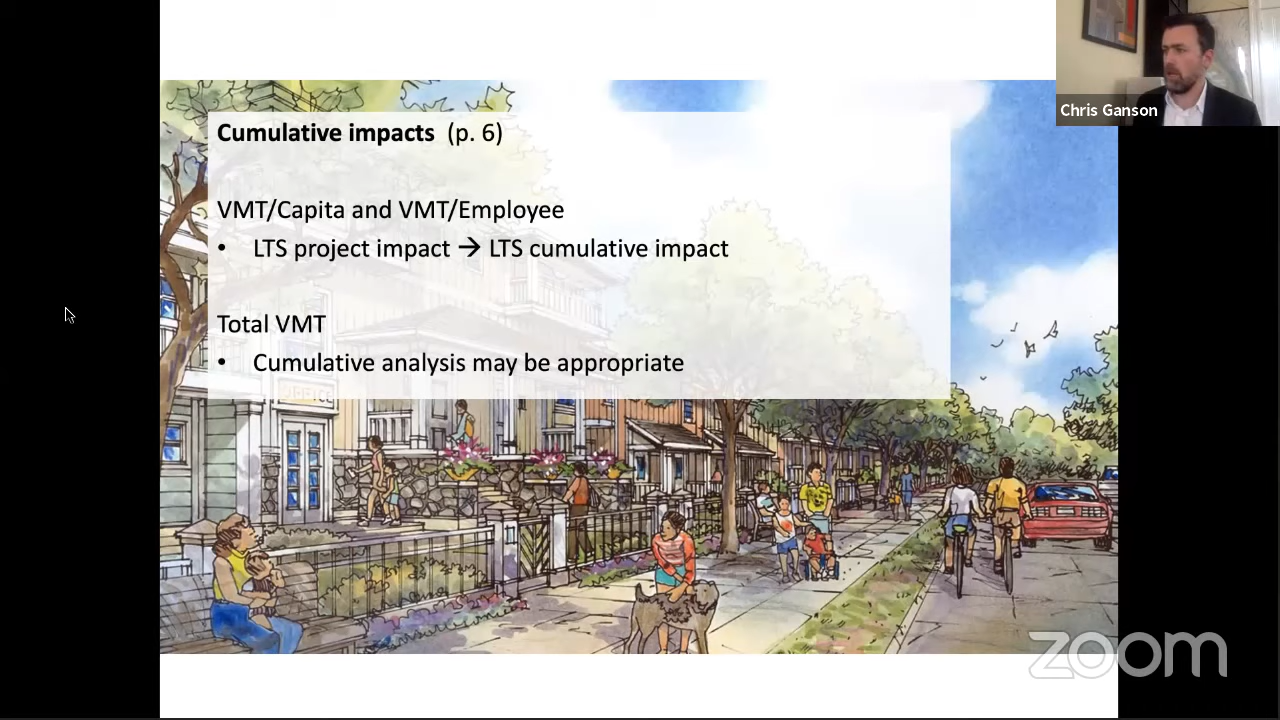 Cumulative impacts (p. 6)
VMT/Capita and VMT/Employee
• LTS project impact → LTS cumulative impact
Total VMT
• Cumulative analysis may be appropriate
Chris Ganson
OFFICE
zoom